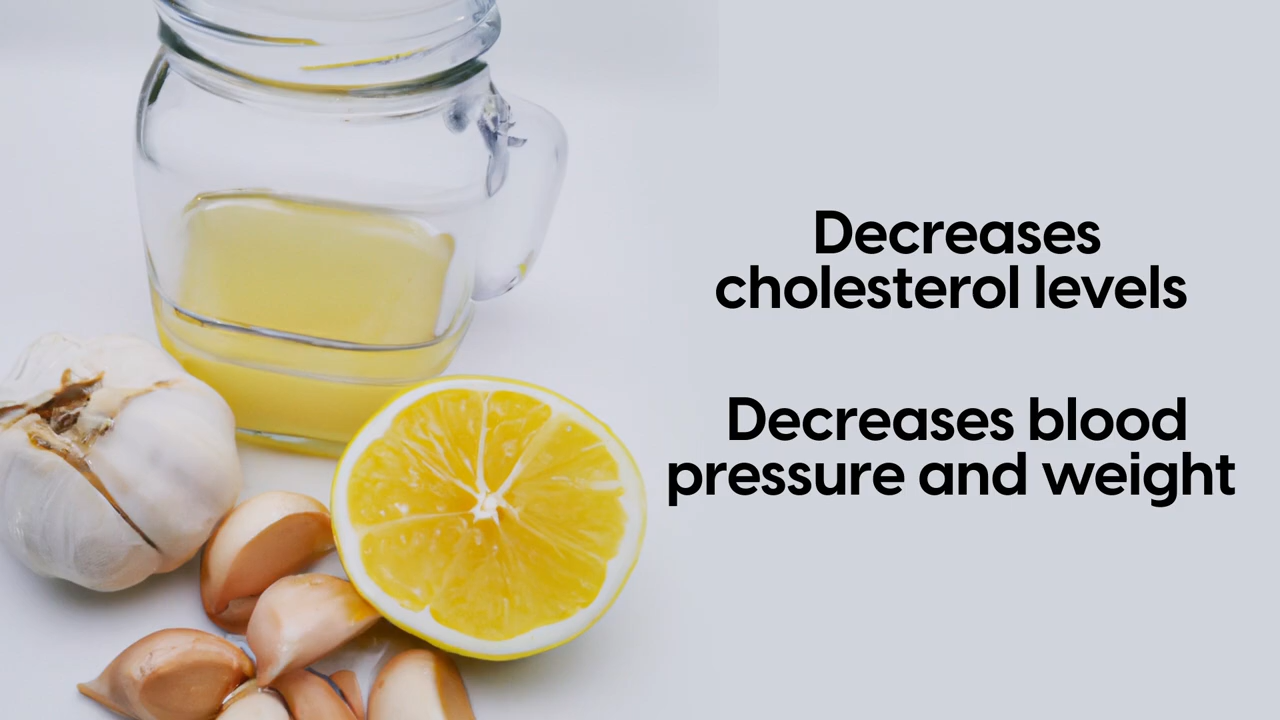 Decreases
cholesterol levels
Decreases blood
pressure and weight